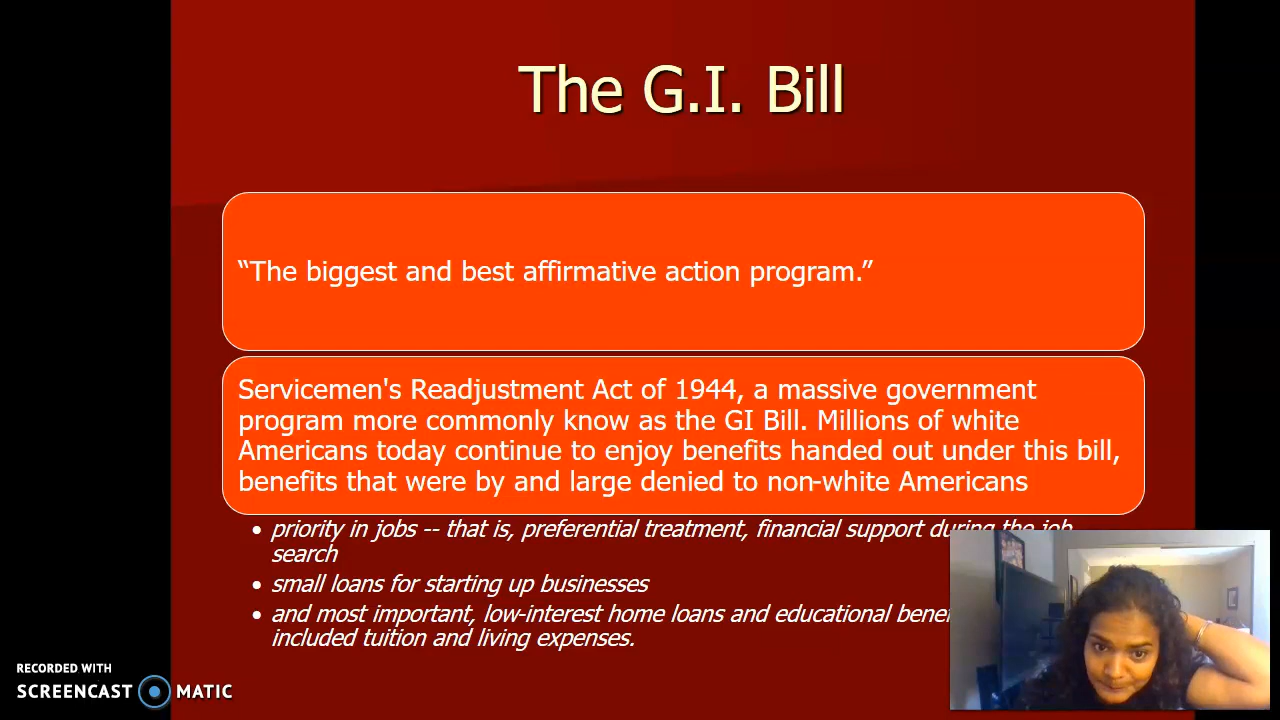 The G.I. Bill
“The biggest and best affirmative action program.”
Servicemen's Readjustment Act of 1944, a massive government
program more commonly know as the GI Bill. Millions of white
Americans today continue to enjoy benefits handed out under this bill,
benefits that were by and large denied to non-white Americans
• priority in jobs -- that is, preferential treatment, financial support during the job
search
• small loans for starting up businesses
• and most important, low-interest home loans and educational
included tuition and living expenses.
RECORDED WITH
SCREENCAST MATIC